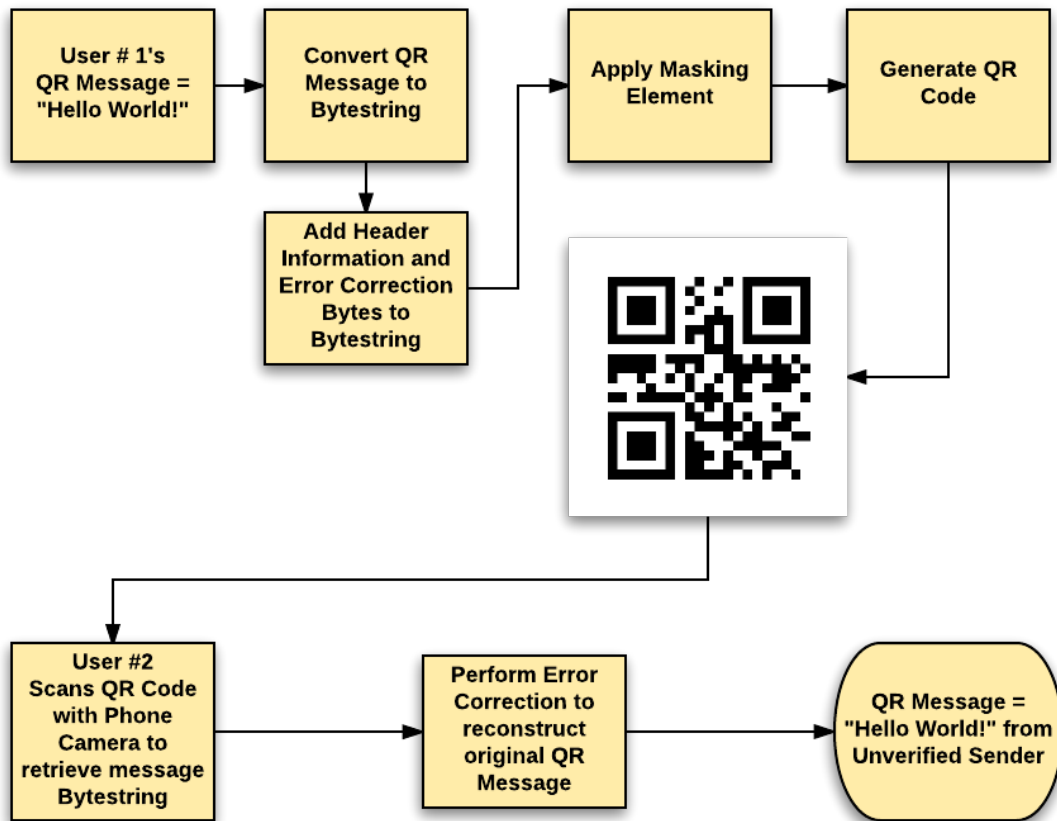 User # 1's
QR Message =
"Hello World!"
Convert QR
Message to
Bytestring
Add Header
Information and
Error Correction
Bytes to
Bytestring
Apply Masking
Element
Generate QR
Code
User #2
Scans QR Code
with Phone
Camera to
retrieve message
Bytestring
Perform Error
Correction to
reconstruct
original QR
Message
QR Message =
"Hello World!" from
Unverified Sender